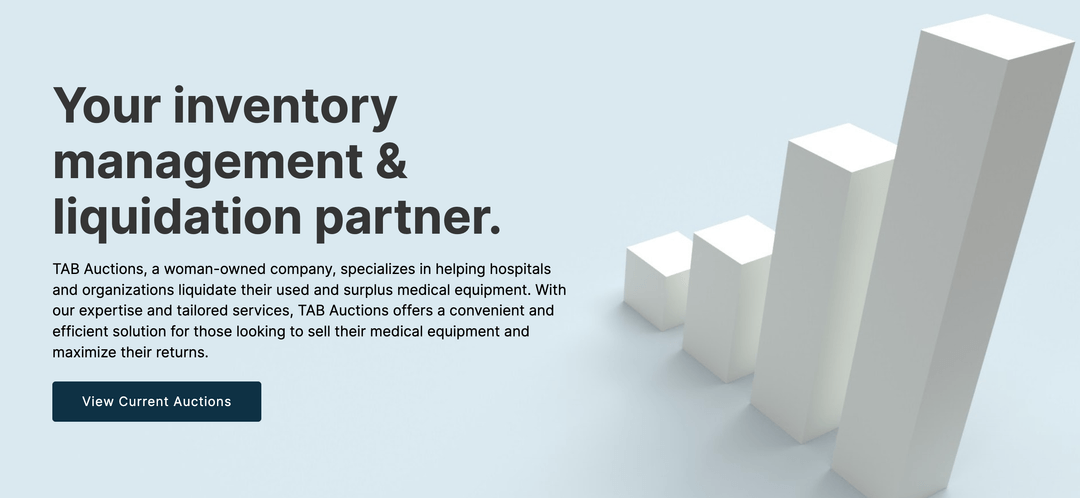 Your inventory
management &
liquidation partner.
TAB Auctions, a woman-owned company, specializes in helping hospitals
and organizations liquidate their used and surplus medical equipment. With
our expertise and tailored services, TAB Auctions offers a convenient and
efficient solution for those looking to sell their medical equipment and
maximize their returns.
View Current Auctions